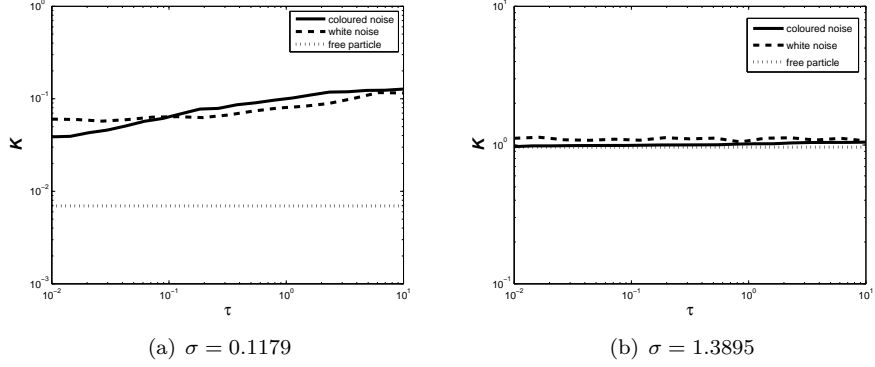 10^0
10^-1
10^-2
10^-3
K
10^-2
10^-1
10^0
10^1
τ
coloured noise
white noise
free particle
(a) σ = 0.1179
10^1
10^0
10^-1
K
10^-2
10^-1
10^0
10^1
τ
coloured noise
white noise
free particle
(b) σ = 1.3895